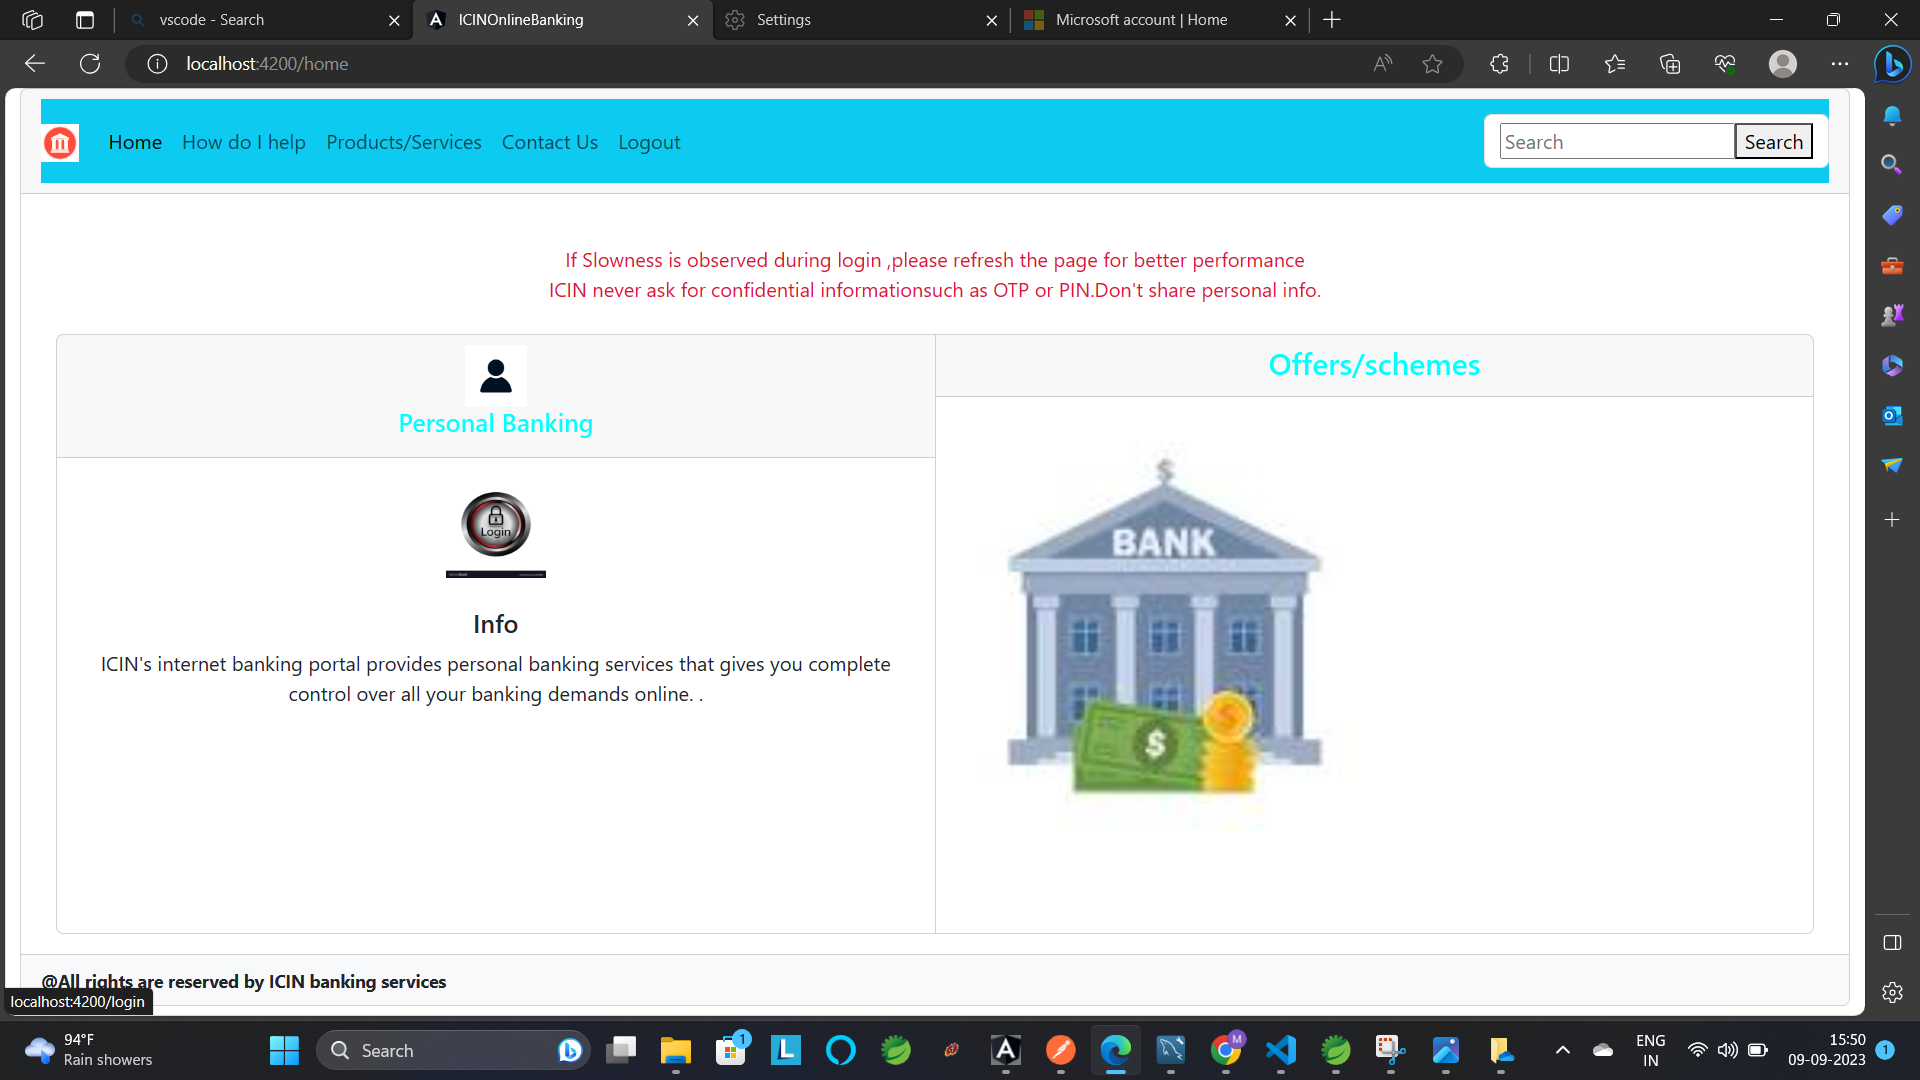 vscode - Search
ICINOnlineBanking
Settings
Microsoft account | Home
localhost:4200/home
Home How do I help Products/Services Contact Us Logout
Search Search
If Slowness is observed during login ,please refresh the page for better performance
ICIN never ask for confidential informationsuch as OTP or PIN.Don't share personal info.
Personal Banking
Login
Info
ICIN's internet banking portal provides personal banking services that gives you complete
control over all your banking demands online. .
Offers/schemes
$
BANK
$
$
@All rights are reserved by ICIN banking services
localhost:4200/login
94°F
Rain showers
Search
1
L
A
M
ENG
IN
15:50
09-09-2023
1